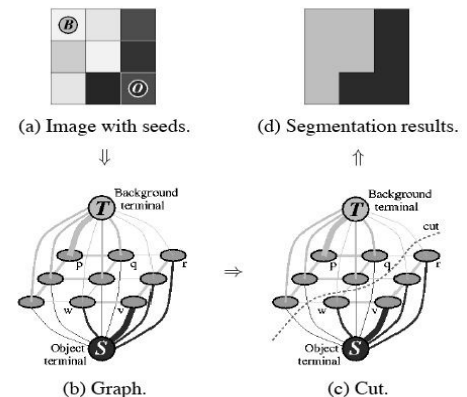 B
O
(a) Image with seeds.
(d) Segmentation results.
Background
terminal
T
p
q
r
w
v
Object
terminal
S
(b) Graph.
Background
terminal
T
cut
p
q
r
w
v
Object
terminal
S
(c) Cut.